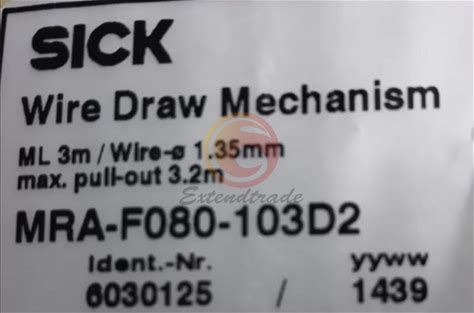 SICK
Wire Draw Mechanism
ML 3m / Wire-ø 1.35mm
max. pull-out 3.2m
Extendtrade
MRA-F080-103D2
Ident.-Nr. yyww
6030125 / 1439